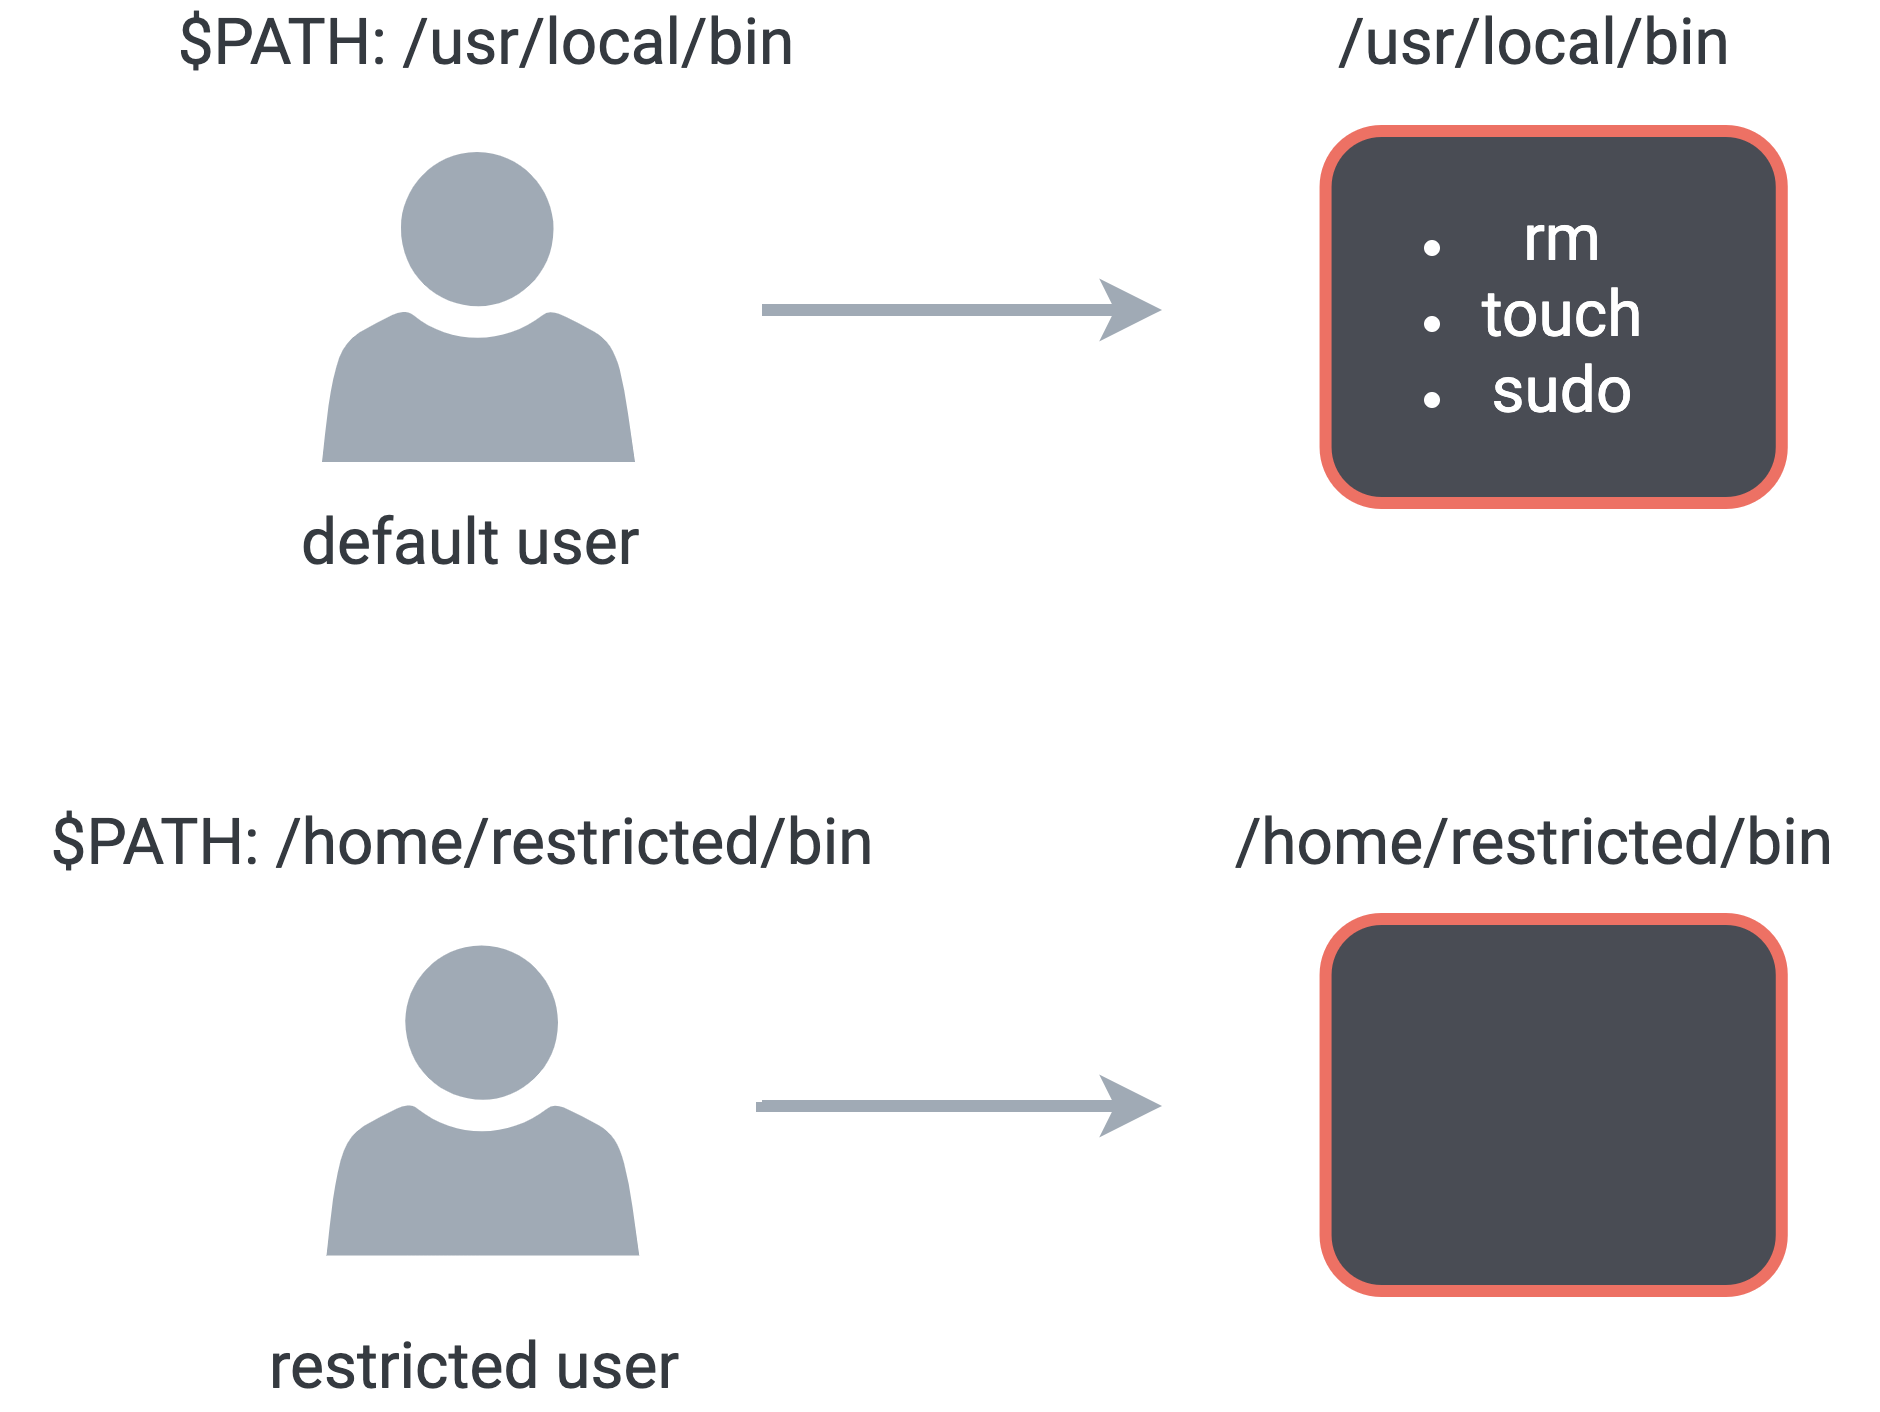 $PATH: /usr/local/bin
/usr/local/bin
• rm
• touch
• sudo
default user
$PATH: /home/restricted/bin
/home/restricted/bin
restricted user